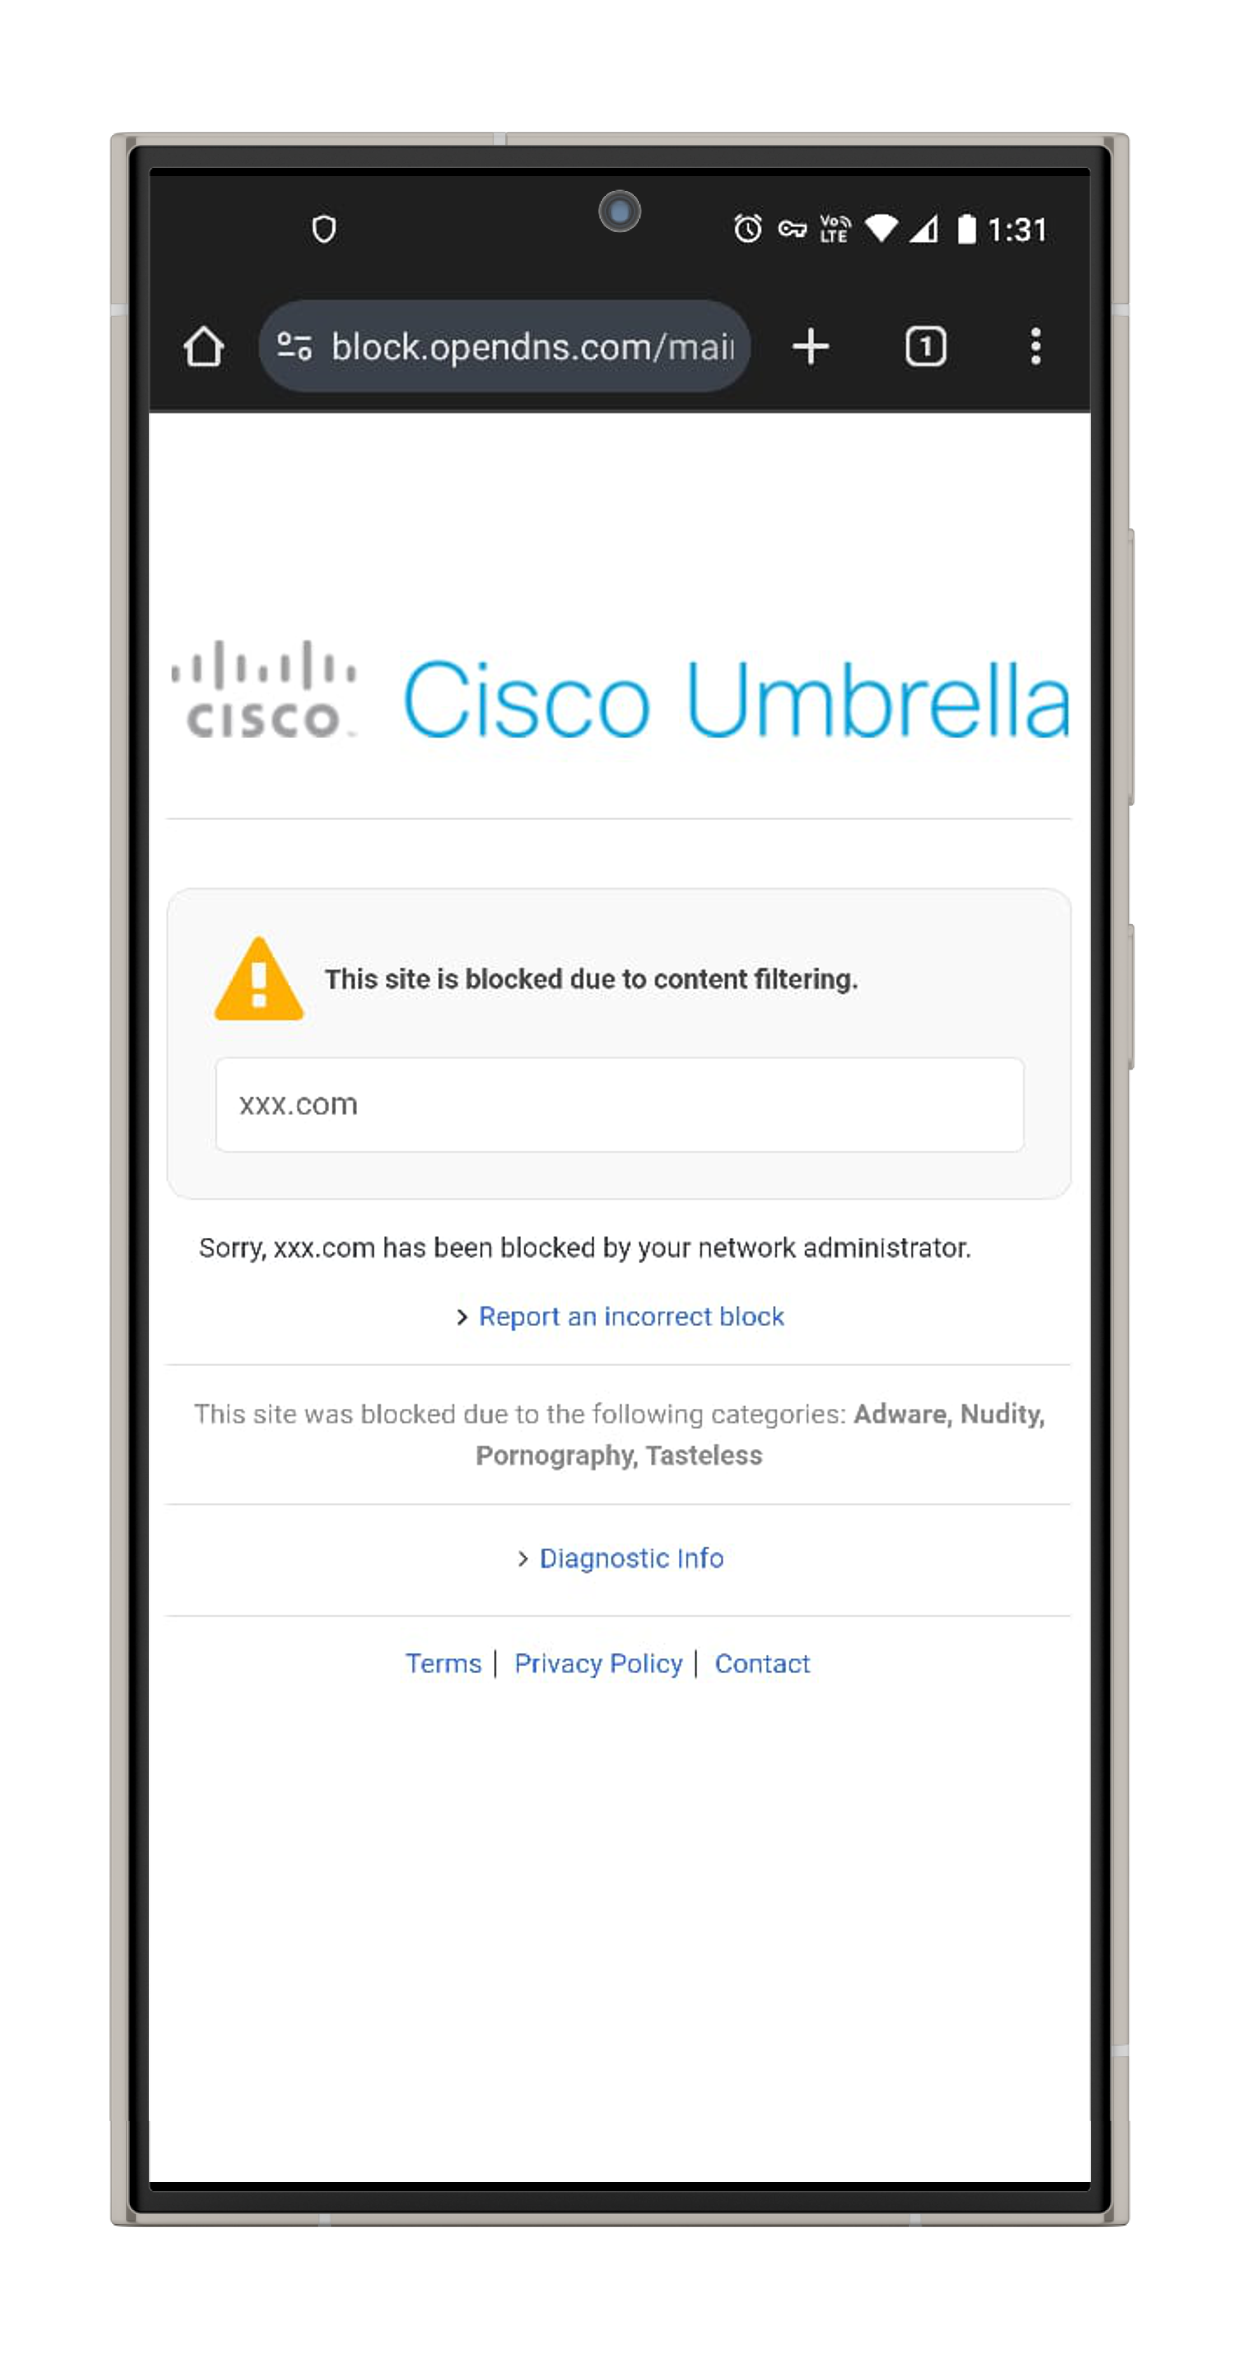 VoLTE 1:31
block.opendns.com/mai
1
CISCO Cisco Umbrella
This site is blocked due to content filtering.
xxx.com
Sorry, xxx.com has been blocked by your network administrator.
> Report an incorrect block
This site was blocked due to the following categories: Adware, Nudity,
Pornography, Tasteless
> Diagnostic Info
Terms | Privacy Policy | Contact